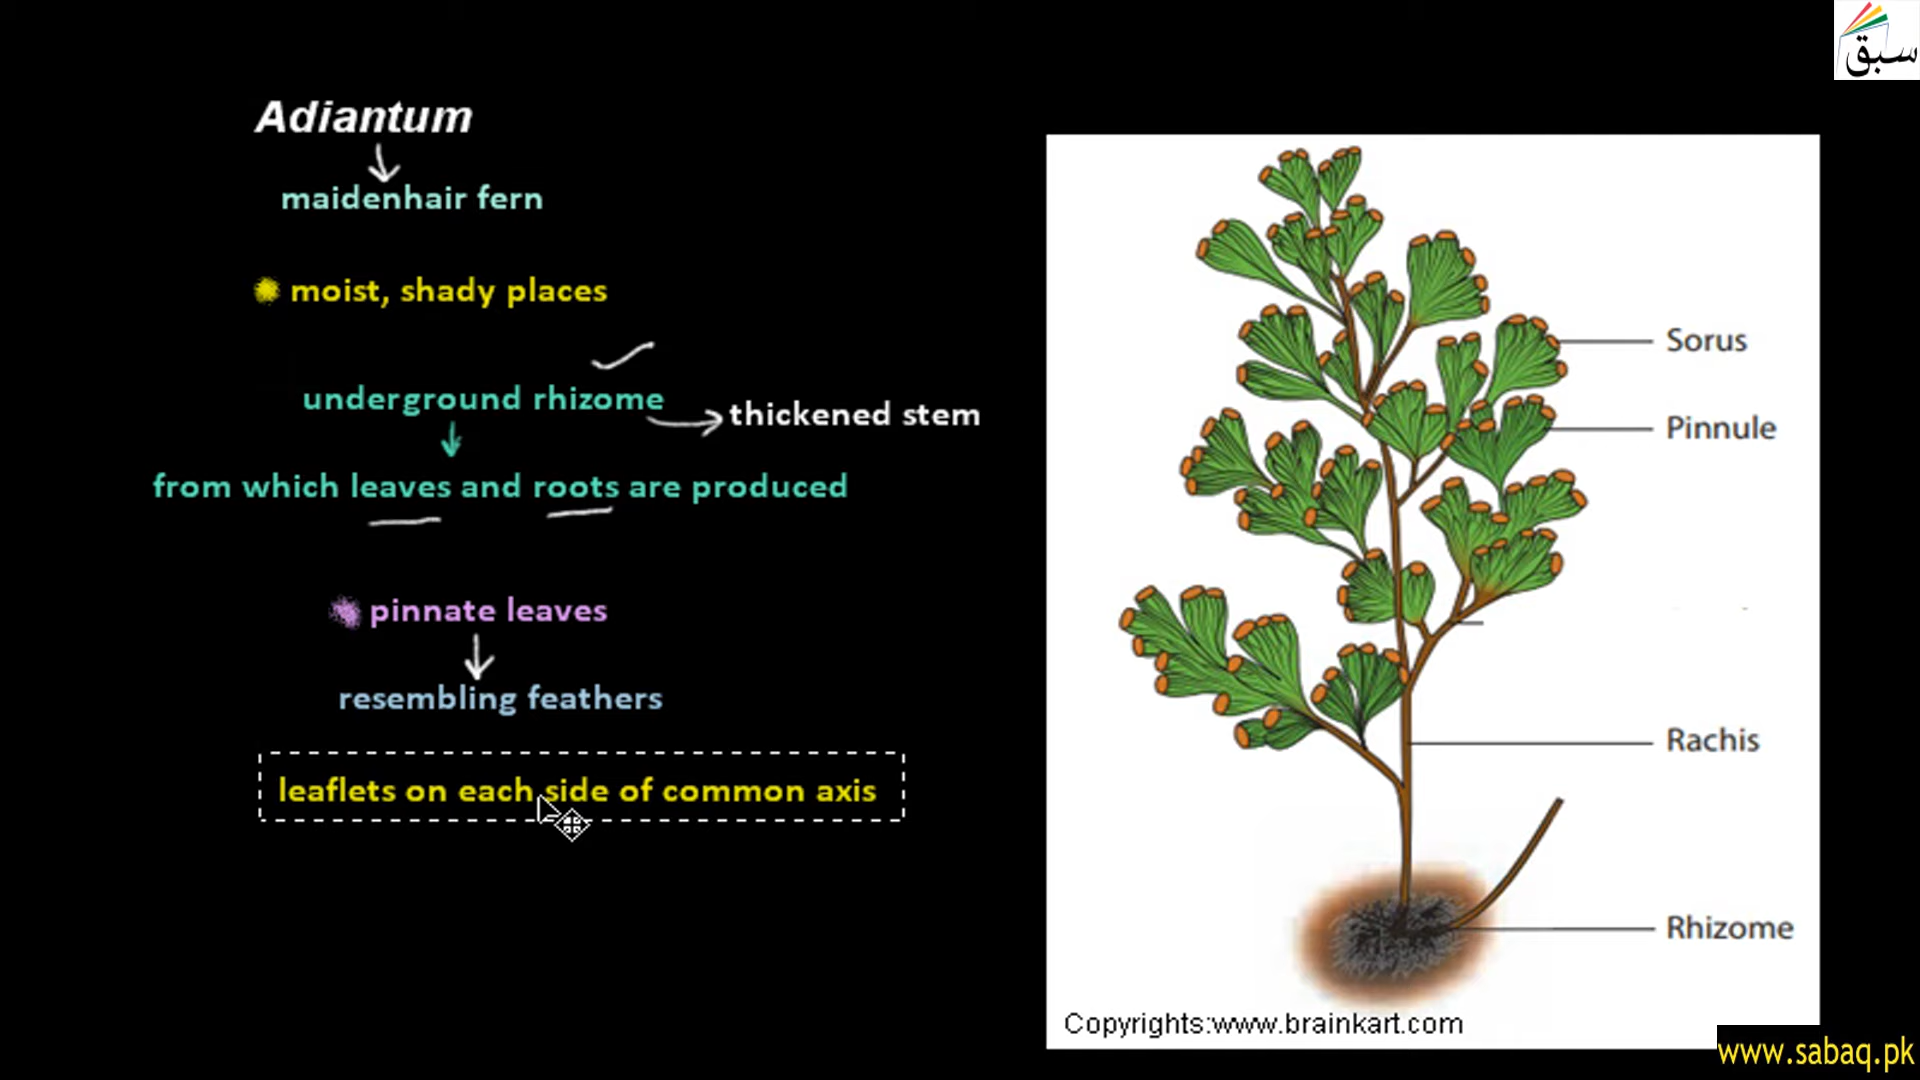 سبق
Adiantum
maidenhair fern
moist, shady places
underground rhizome
thickened stem
from which leaves and roots are produced
pinnate leaves
resembling feathers
leaflets on each side of common axis
Sorus
Pinnule
Rachis
Rhizome
Copyrights:www.brainkart.com
www.sabaq.pk